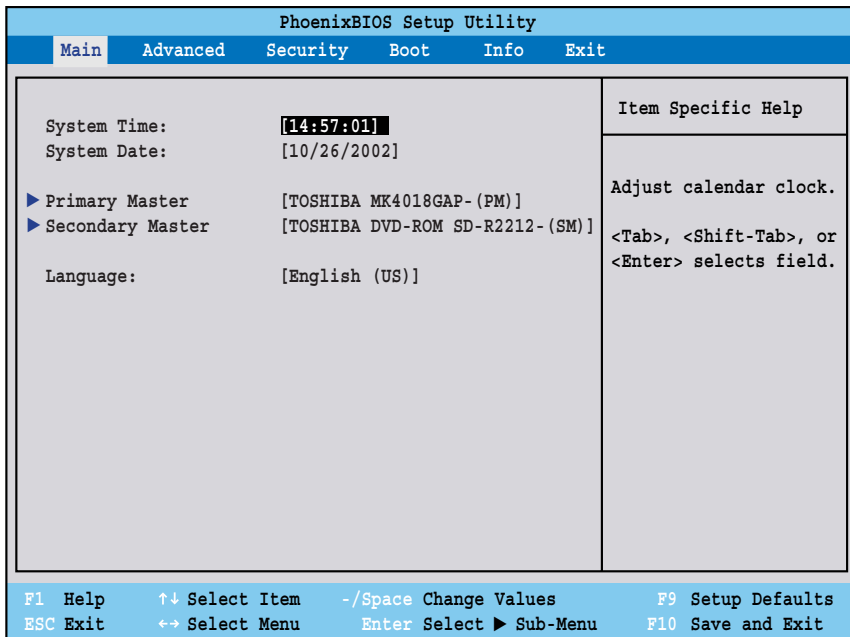 PhoenixBIOS Setup Utility
Main Advanced Security Boot Info Exit
System Time: [14:57:01]
System Date: [10/26/2002]
Primary Master [TOSHIBA MK4018GAP-(PM)]
Secondary Master [TOSHIBA DVD-ROM SD-R2212-(SM)]
Language: [English (US)]
Item Specific Help
Adjust calendar clock.
<Tab>, <Shift-Tab>, or
<Enter> selects field.
F1 Help ↑↓ Select Item -/Space Change Values F9 Setup Defaults
ESC Exit ←→ Select Menu Enter Select ▶ Sub-Menu F10 Save and Exit